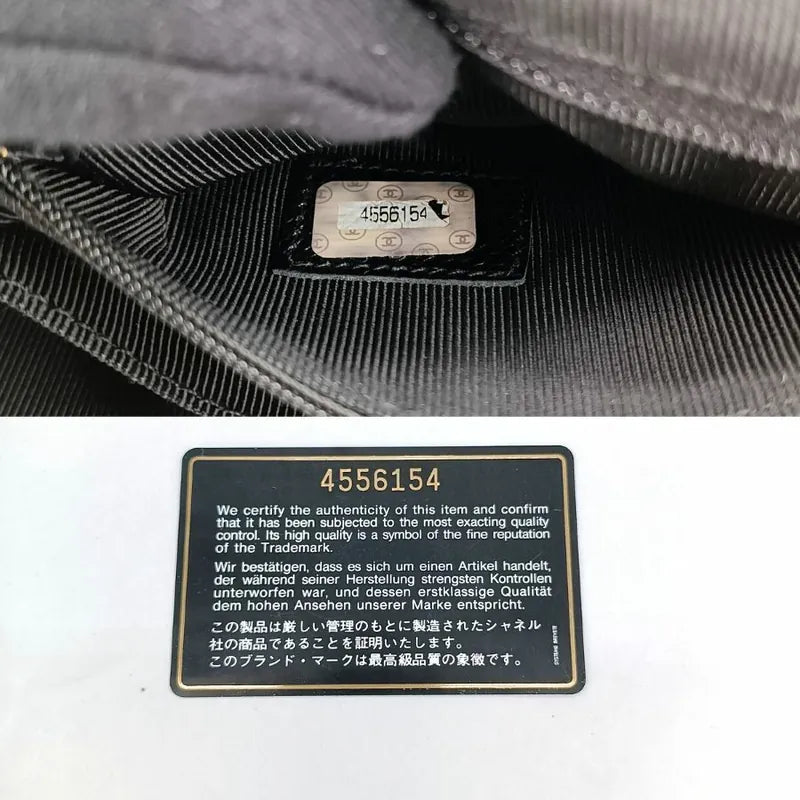 4556154
4556154
We certify the authenticity of this item and confirm
that it has been subjected to the most exacting quality
control. Its high quality is a symbol of the fine reputation
of the Trademark.
Wir bestätigen, dass es sich um einen Artikel handelt,
der während seiner Herstellung strengsten Kontrollen
unterworfen war, und dessen erstklassige Qualität
dem hohen Ansehen unserer Marke entspricht.
この製品は厳しい管理のもとに製造されたシャネル
社の商品であることを証明いたします。
このブランド・マークは最高級品質の象徴です。